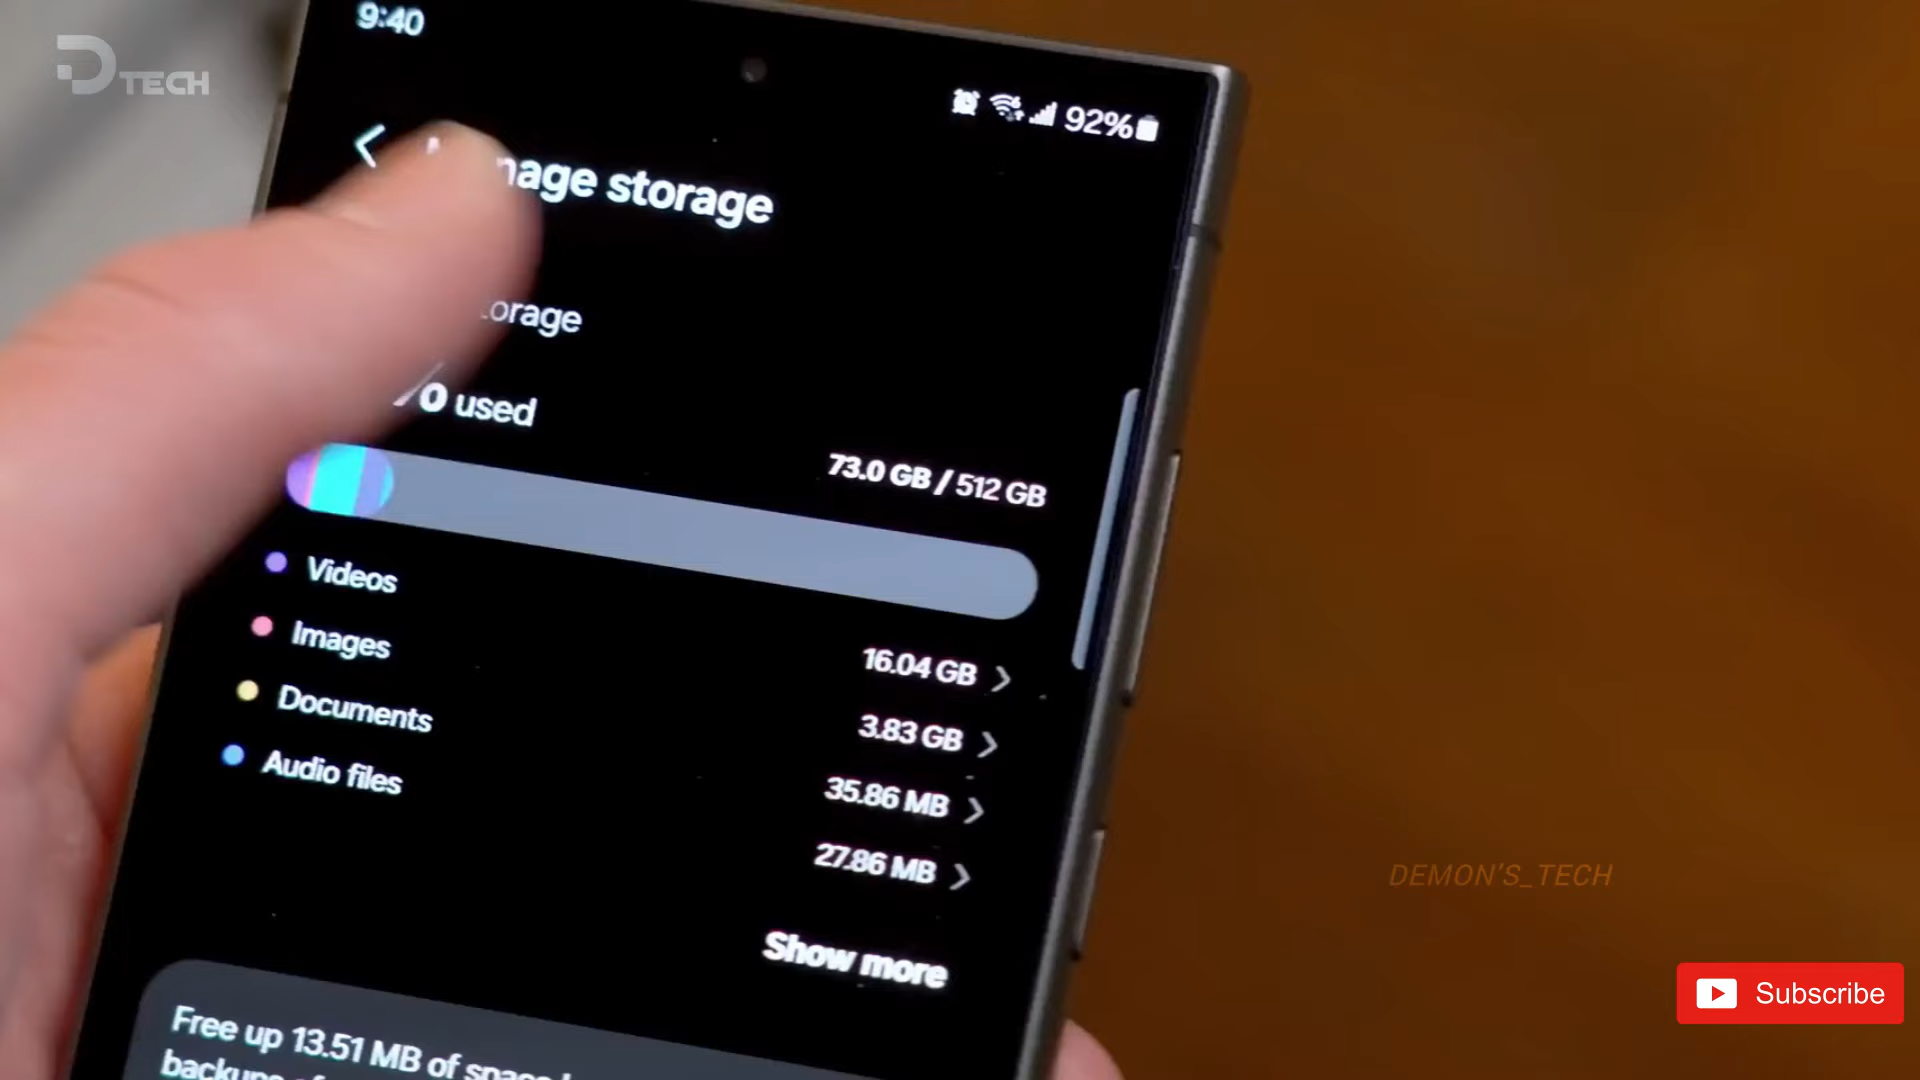 9:40
TECH
92%
storage
used
73.0 GB / 512 GB
Videos
16.04 GB
Images
3.83 GB
Documents
35.86 MB
Audio files
27.86 MB
Show more
Free up 13.51 MB of space
DEMON'S_TECH
Subscribe